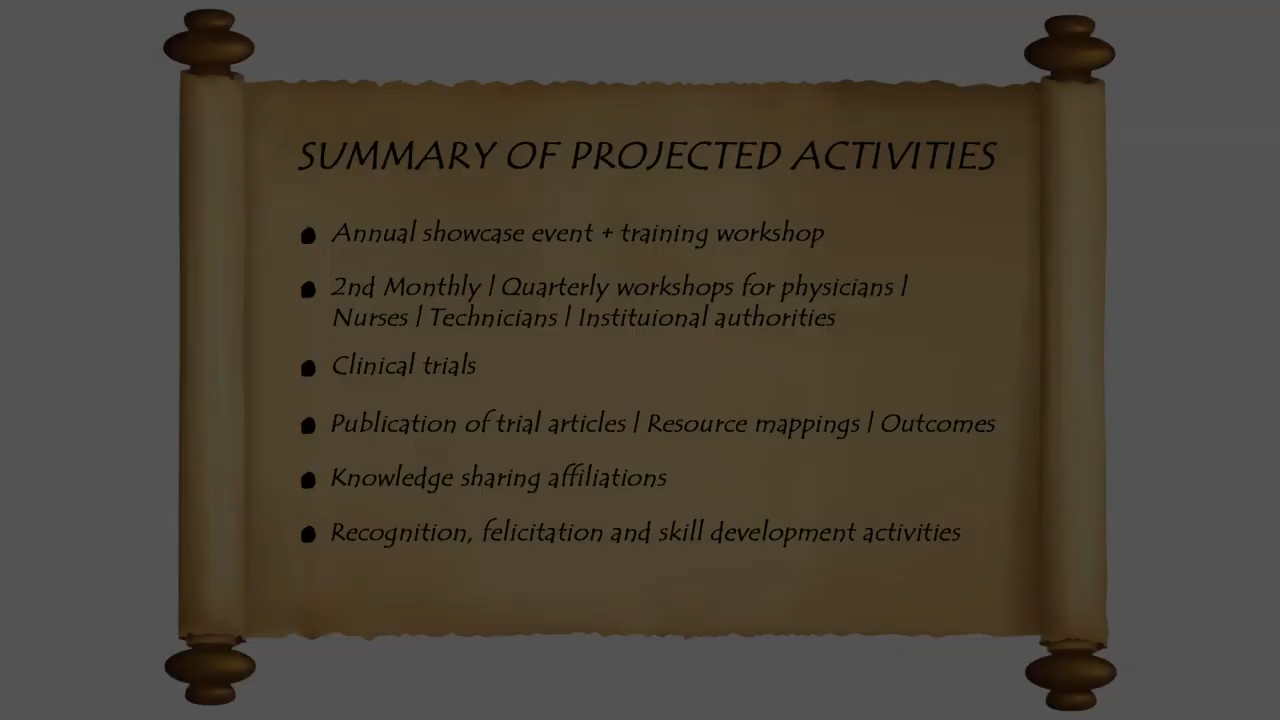 SUMMARY OF PROJECTED ACTIVITIES
Annual showcase event + training workshop
2nd Monthly | Quarterly workshops for physicians |
Nurses | Technicians | Instituional authorities
Clinical trials
Publication of trial articles | Resource mappings | Outcomes
Knowledge sharing affiliations
Recognition, felicitation and skill development activities